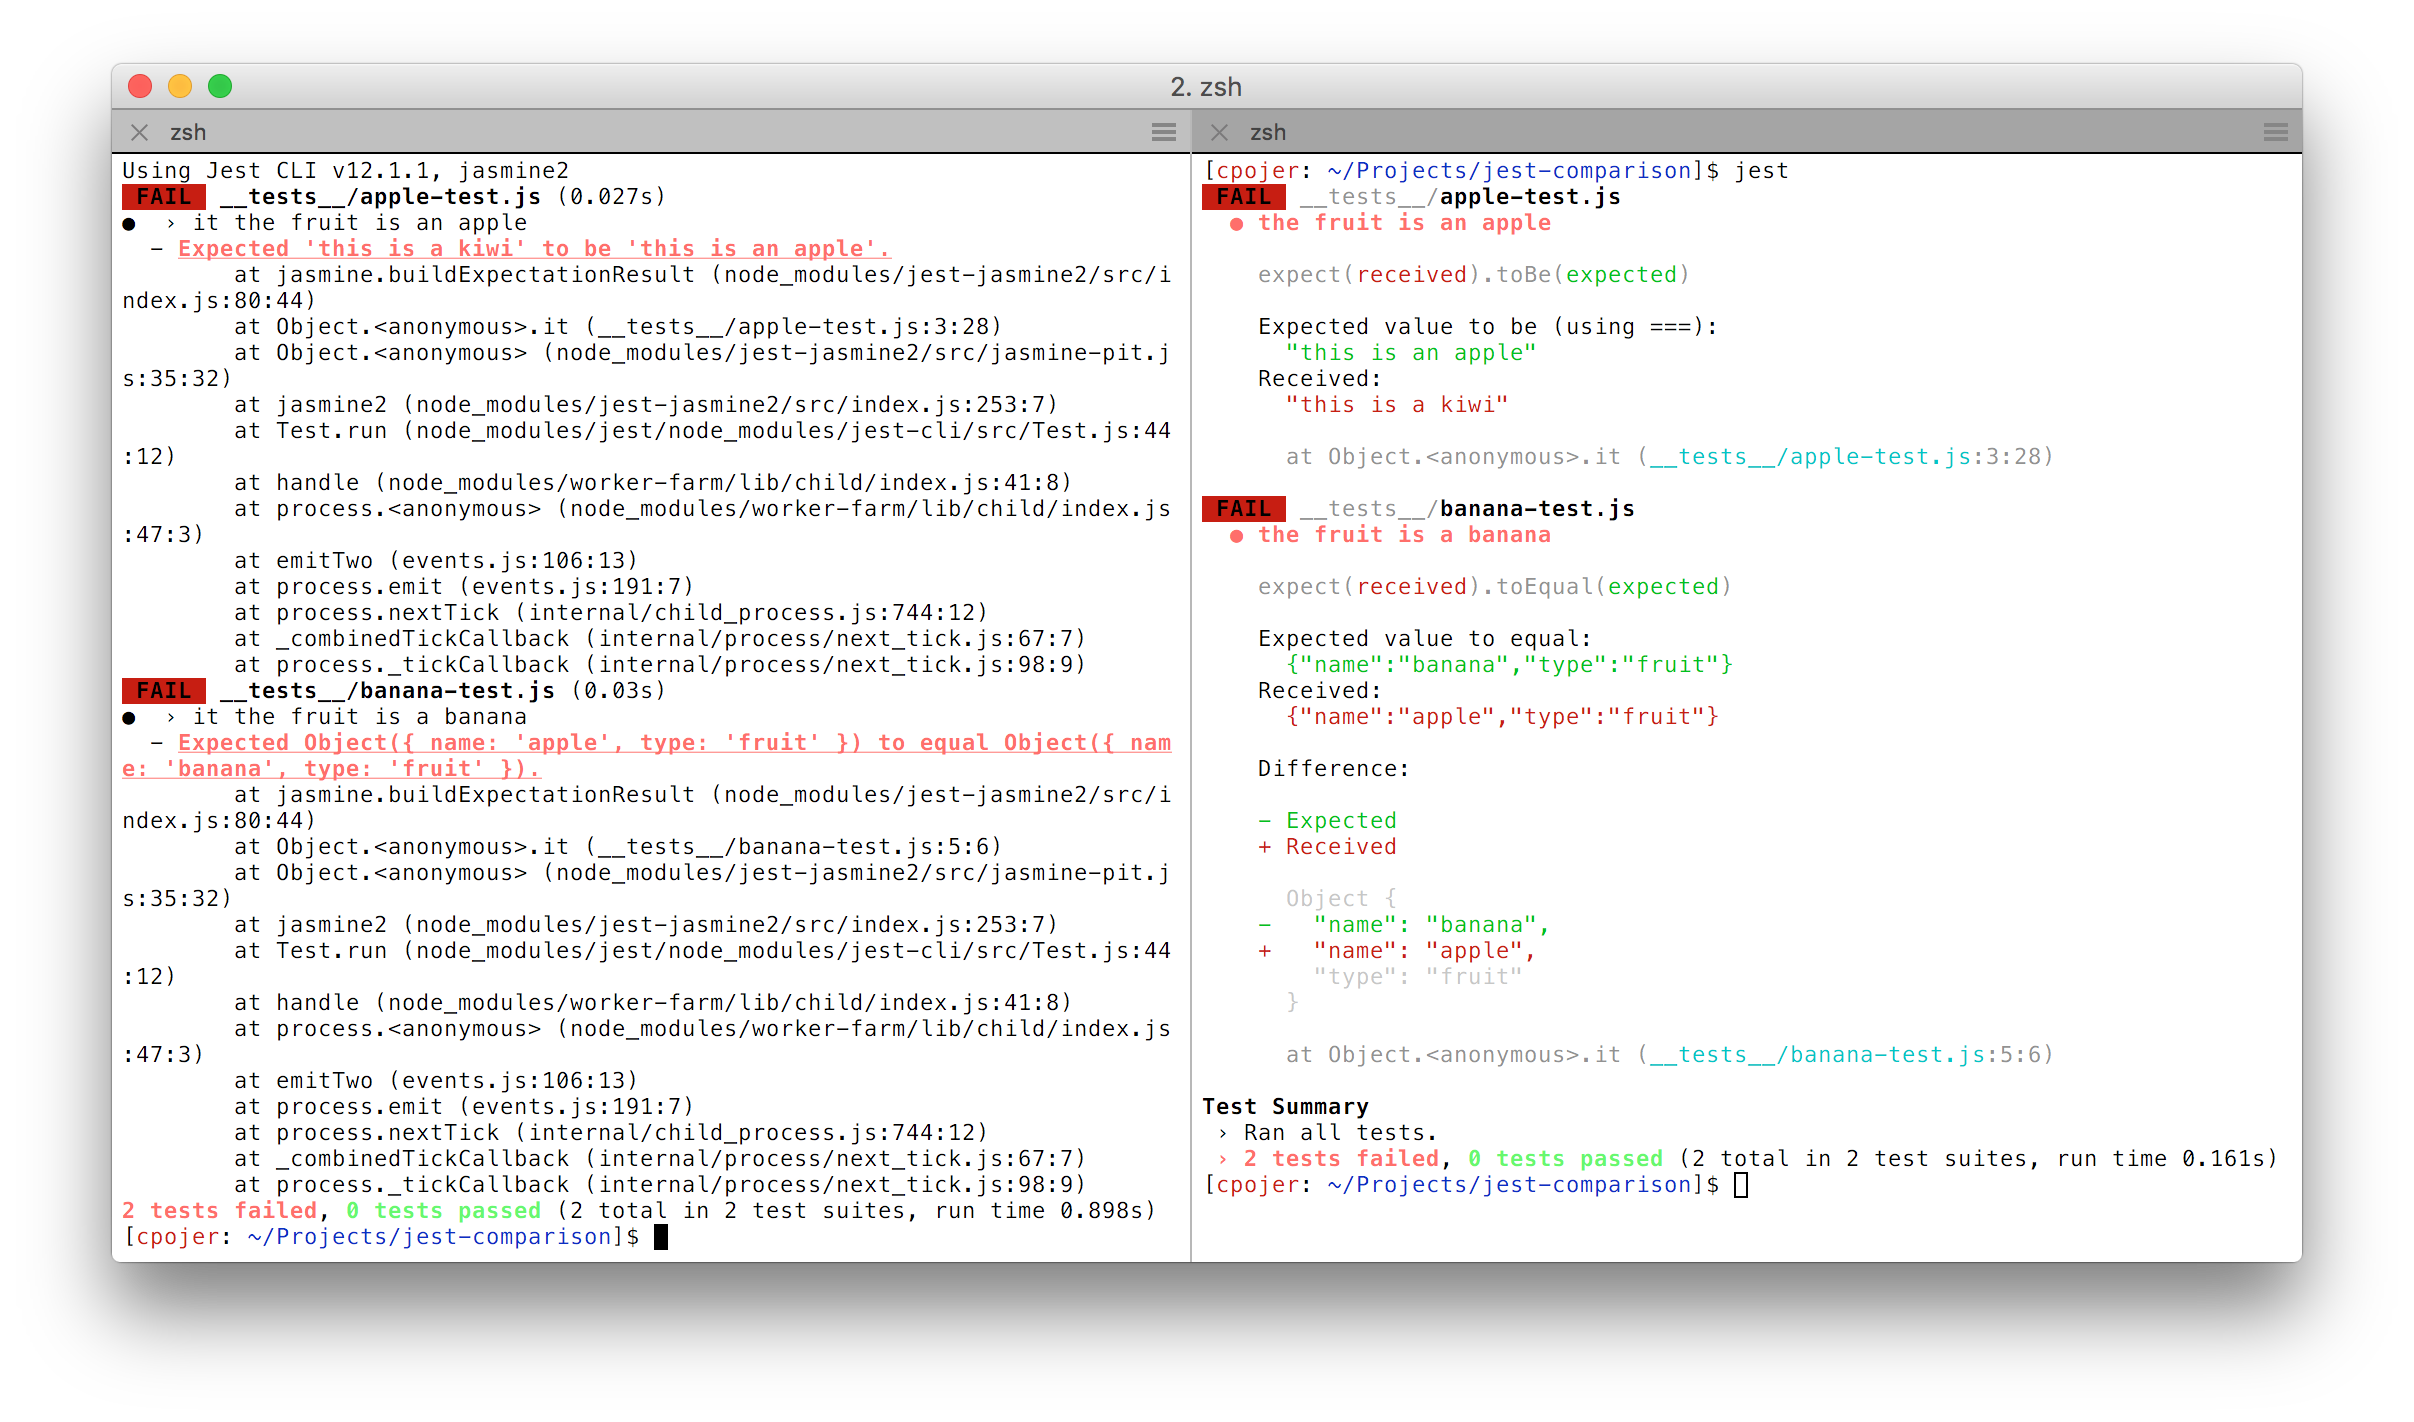 2. zsh
zsh
Using Jest CLI v12.1.1, jasmine2
FAIL __tests__/apple-test.js (0.027s)
● › it the fruit is an apple
- Expected 'this is a kiwi' to be 'this is an apple'.
at jasmine.buildExpectationResult (node_modules/jest-jasmine2/src/i
ndex.js:80:44)
at Object.<anonymous>.it (__tests__/apple-test.js:3:28)
at Object.<anonymous> (node_modules/jest-jasmine2/src/jasmine-pit.j
s:35:32)
at jasmine2 (node_modules/jest-jasmine2/src/index.js:253:7)
at Test.run (node_modules/jest/node_modules/jest-cli/src/Test.js:44
:12)
at handle (node_modules/worker-farm/lib/child/index.js:41:8)
at process.<anonymous> (node_modules/worker-farm/lib/child/index.js
:47:3)
at emitTwo (events.js:106:13)
at process.emit (events.js:191:7)
at process.nextTick (internal/child_process.js:744:12)
at _combinedTickCallback (internal/process/next_tick.js:67:7)
at process._tickCallback (internal/process/next_tick.js:98:9)
FAIL __tests__/banana-test.js (0.03s)
● › it the fruit is a banana
- Expected Object({ name: 'apple', type: 'fruit' }) to equal Object({ nam
e: 'banana', type: 'fruit' }).
at jasmine.buildExpectationResult (node_modules/jest-jasmine2/src/i
ndex.js:80:44)
at Object.<anonymous>.it (__tests__/banana-test.js:5:6)
at Object.<anonymous> (node_modules/jest-jasmine2/src/jasmine-pit.j
s:35:32)
at jasmine2 (node_modules/jest-jasmine2/src/index.js:253:7)
at Test.run (node_modules/jest/node_modules/jest-cli/src/Test.js:44
:12)
at handle (node_modules/worker-farm/lib/child/index.js:41:8)
at process.<anonymous> (node_modules/worker-farm/lib/child/index.js
:47:3)
at emitTwo (events.js:106:13)
at process.emit (events.js:191:7)
at process.nextTick (internal/child_process.js:744:12)
at _combinedTickCallback (internal/process/next_tick.js:67:7)
at process._tickCallback (internal/process/next_tick.js:98:9)
2 tests failed, 0 tests passed (2 total in 2 test suites, run time 0.898s)
[cpojer: ~/Projects/jest-comparison]$
zsh
[cpojer: ~/Projects/jest-comparison]$ jest
FAIL __tests__/apple-test.js
● the fruit is an apple
expect(received).toBe(expected)
Expected value to be (using ===):
"this is an apple"
Received:
"this is a kiwi"
at Object.<anonymous>.it (__tests__/apple-test.js:3:28)
FAIL __tests__/banana-test.js
● the fruit is a banana
expect(received).toEqual(expected)
Expected value to equal:
{"name":"banana","type":"fruit"}
Received:
{"name":"apple","type":"fruit"}
Difference:
- Expected
+ Received
Object {
- "name": "banana",
+ "name": "apple",
"type": "fruit"
}
at Object.<anonymous>.it (__tests__/banana-test.js:5:6)
Test Summary
› Ran all tests.
› 2 tests failed, 0 tests passed (2 total in 2 test suites, run time 0.161s)
[cpojer: ~/Projects/jest-comparison]$